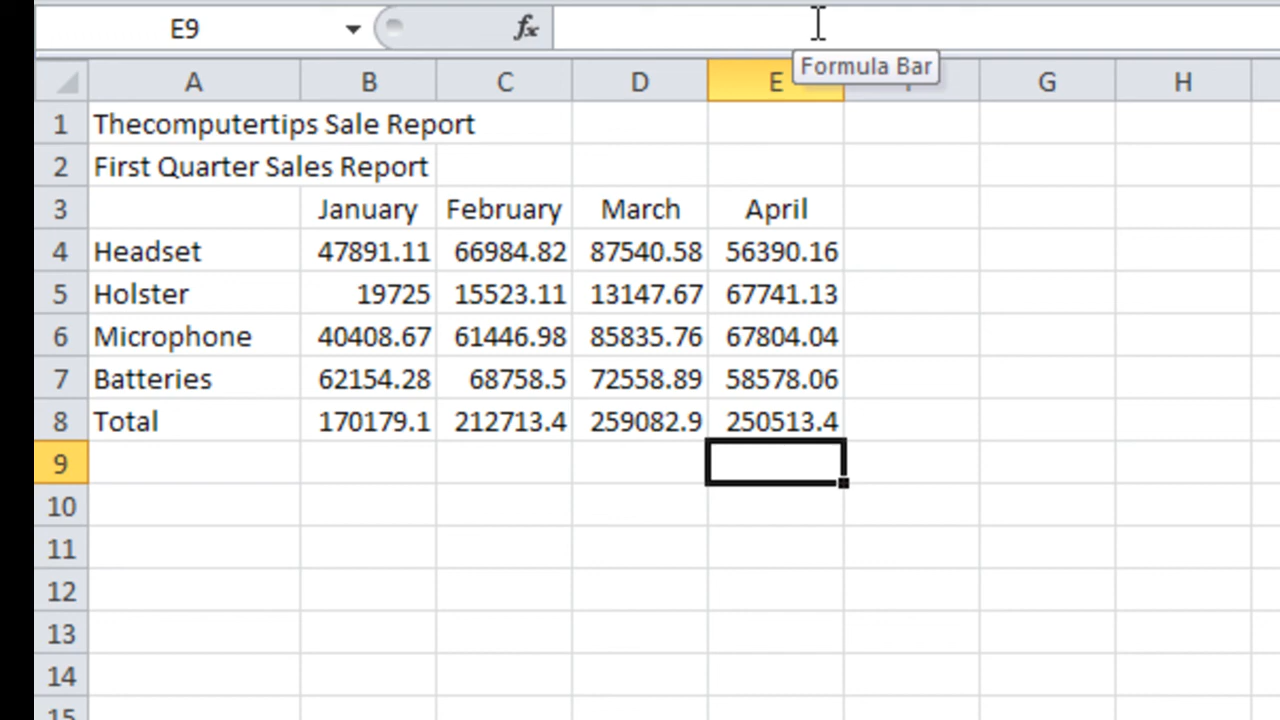 E9 fx
Formula Bar
A B C D E G H
1 Thecomputertips Sale Report
2 First Quarter Sales Report
3 January February March April
4 Headset 47891.11 66984.82 87540.58 56390.16
5 Holster 19725 15523.11 13147.67 67741.13
6 Microphone 40408.67 61446.98 85835.76 67804.04
7 Batteries 62154.28 68758.5 72558.89 58578.06
8 Total 170179.1 212713.4 259082.9 250513.4
9
10
11
12
13
14
15